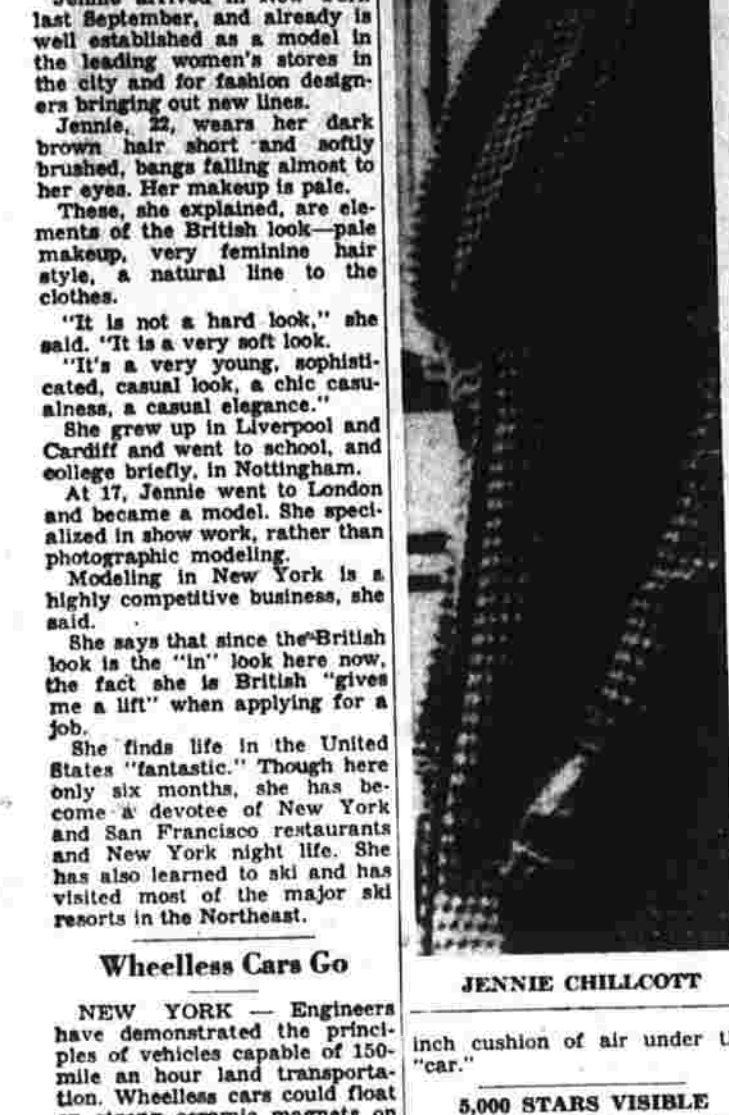 Jennie arrived in New York
last September, and already is
well established as a model in
the leading women's stores in
the city and for fashion design-
ers bringing out new lines.
Jennie, 22, wears her dark
brown hair short and softly
brushed, bangs falling almost to
her eyes. Her makeup is pale.
These, she explained, are ele-
ments of the British look—pale
makeup, very feminine hair
style, a natural line to the
clothes.
"It is not a hard look," she
said. "It is a very soft look.
"It's a very young, sophisti-
cated, casual look, a chic casu-
alness, a casual elegance."
She grew up in Liverpool and
Cardiff and went to school, and
college briefly, in Nottingham.
At 17, Jennie went to London
and became a model. She speci-
alized in show work, rather than
photographic modeling.
Modeling in New York is a
highly competitive business, she
said.
She says that since the British
look is the "in" look here now,
the fact she is British "gives
me a lift" when applying for a
job.
She finds life in the United
States "fantastic." Though here
only six months, she has be-
come a devotee of New York
and San Francisco restaurants
and New York night life. She
has also learned to ski and has
visited most of the major ski
resorts in the Northeast.
Wheelless Cars Go
NEW YORK — Engineers
have demonstrated the princi-
ples of vehicles capable of 150-
mile an hour land transporta-
tion. Wheelless cars could float
on strong ceramic magnets on
JENNIE CHILLCOTT
inch cushion of air under
"car."
5,000 STARS VISIBLE